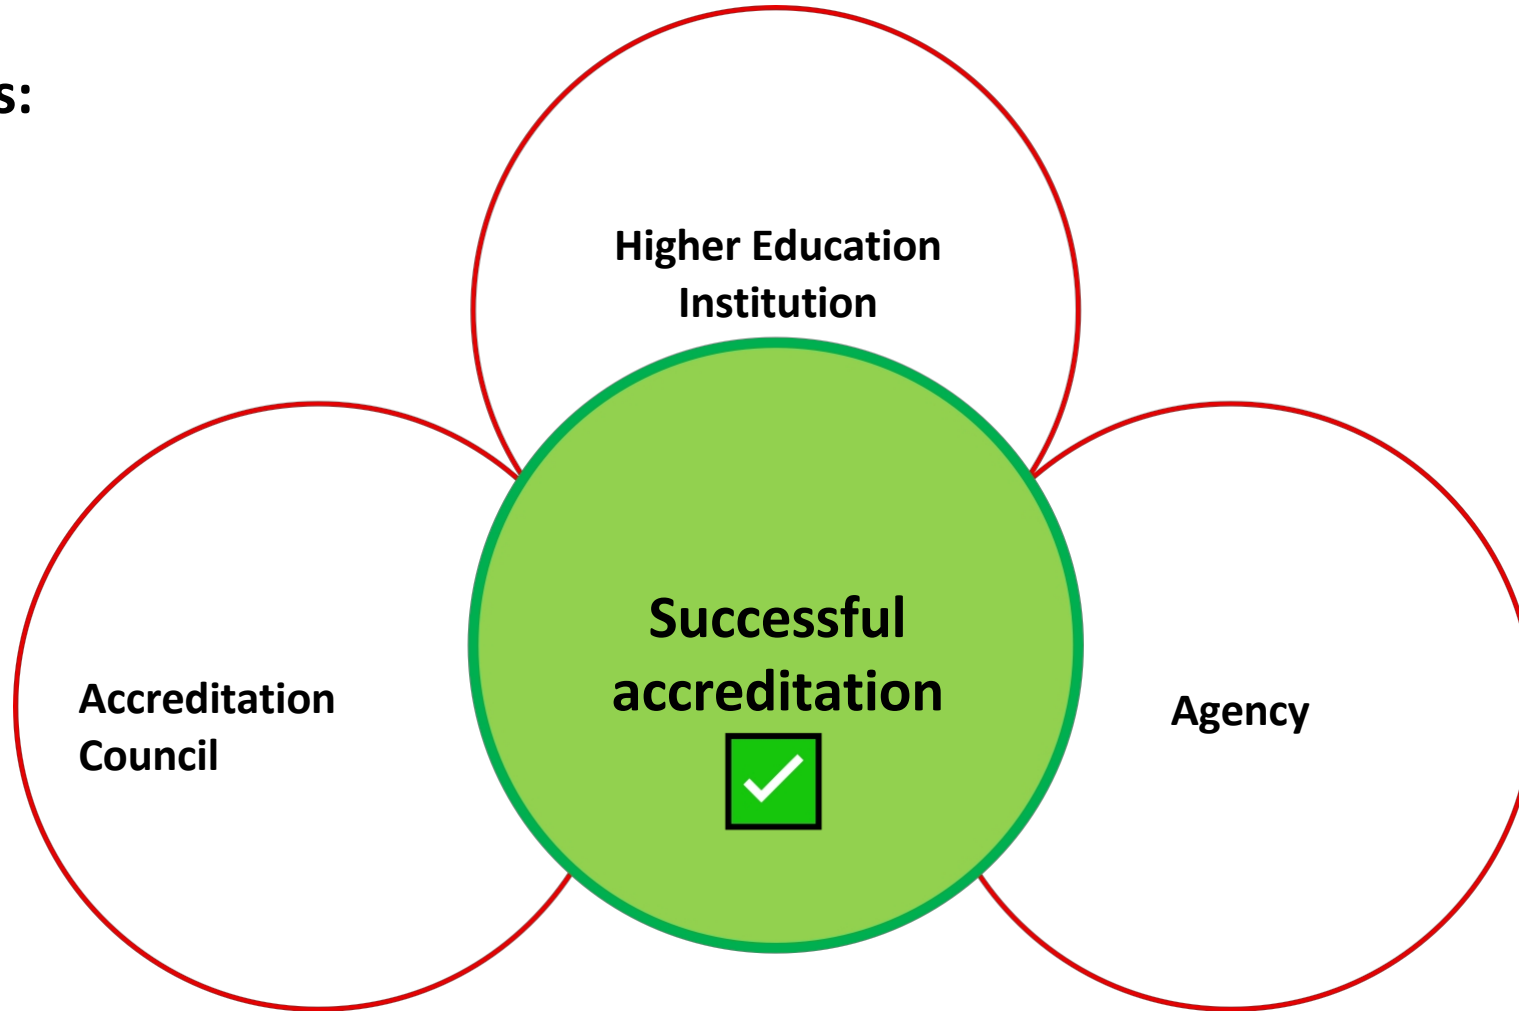 s:
Higher Education
Institution
Successful
accreditation
Accreditation
Council
Agency